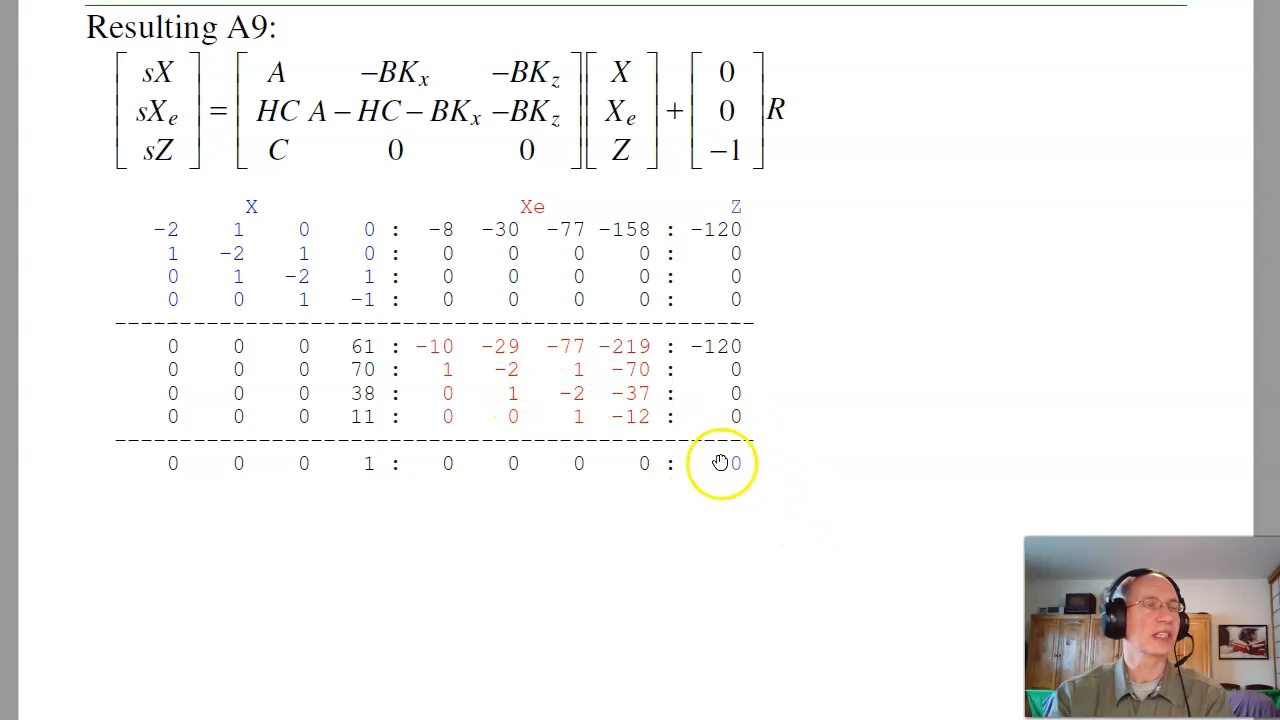 Resulting A9:
[ sX ] = [ A −BKx −BKz ] [ X ] + [ 0 ]
[ sXe ] = [ HC A − HC − BKx −BKz ] [ Xe ] + [ 0 ] R
[ sZ ] = [ C 0 0 ] [ Z ] + [ −1 ]
X Xe Z
-2 1 0 0 : -8 -30 -77 -158 : -120
1 -2 1 0 : 0 0 0 0 : 0
0 1 -2 1 : 0 0 0 0 : 0
0 0 1 -1 : 0 0 0 0 : 0
------------------------------------------------------------
0 0 0 61 : -10 -29 -77 -219 : -120
0 0 0 70 : 1 -2 1 -70 : 0
0 0 0 38 : 0 1 -2 -37 : 0
0 0 0 11 : 0 0 1 -12 : 0
------------------------------------------------------------
0 0 0 1 : 0 0 0 0 : 0